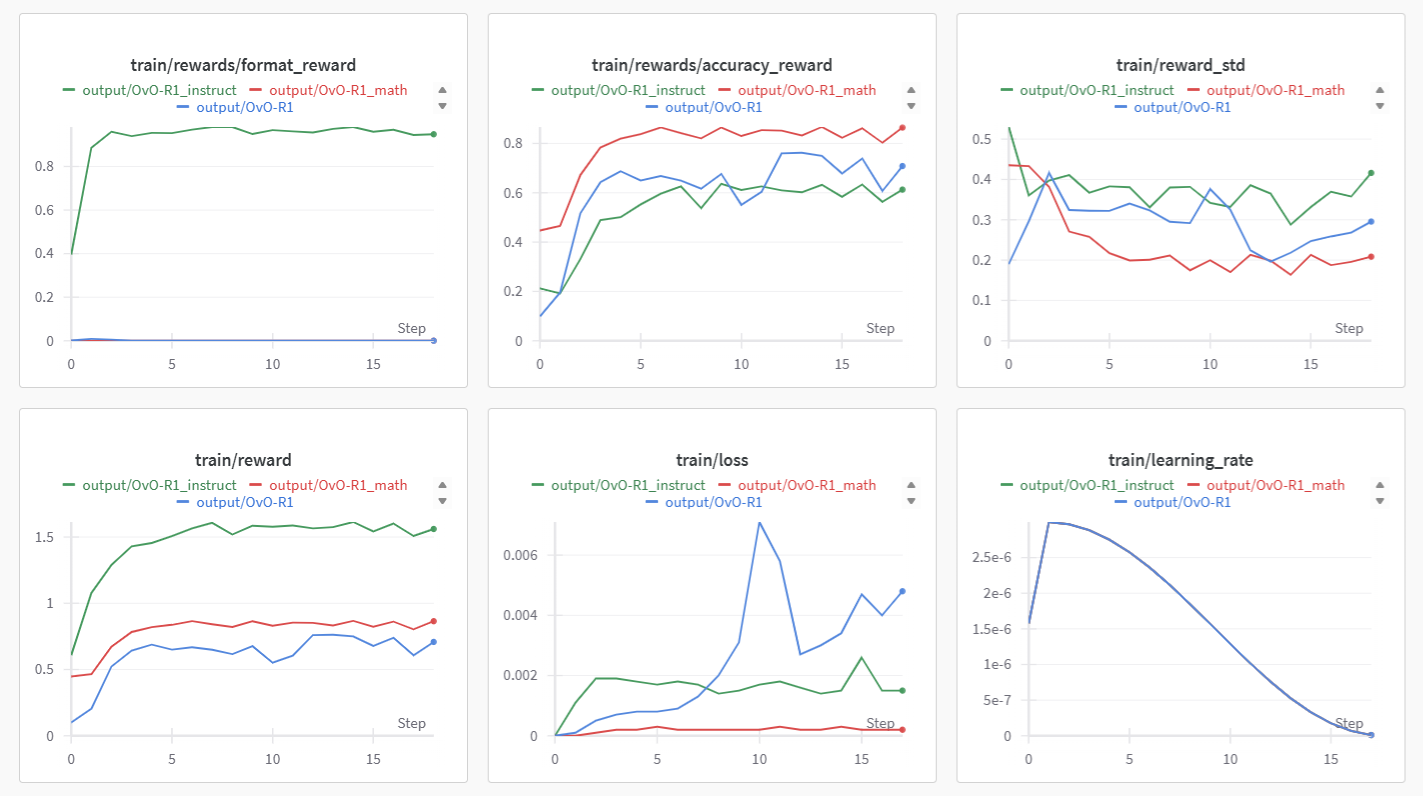 train/rewards/format_reward
output/OvO-R1_instruct output/OvO-R1_math
output/OvO-R1
0.8
0.6
0.4
0.2
0
Step
0 5 10 15
train/rewards/accuracy_reward
output/OvO-R1_instruct output/OvO-R1_math
output/OvO-R1
0.8
0.6
0.4
0.2
0
Step
0 5 10 15
train/reward_std
output/OvO-R1_instruct output/OvO-R1_math
output/OvO-R1
0.5
0.4
0.3
0.2
0.1
0
Step
0 5 10 15
train/reward
output/OvO-R1_instruct output/OvO-R1_math
output/OvO-R1
1.5
1
0.5
0
Step
0 5 10 15
train/loss
output/OvO-R1_instruct output/OvO-R1_math
output/OvO-R1
0.006
0.004
0.002
0
Step
0 5 10 15
train/learning_rate
output/OvO-R1_instruct output/OvO-R1_math
output/OvO-R1
2.5e-6
2e-6
1.5e-6
1e-6
5e-7
0
Step
0 5 10 15